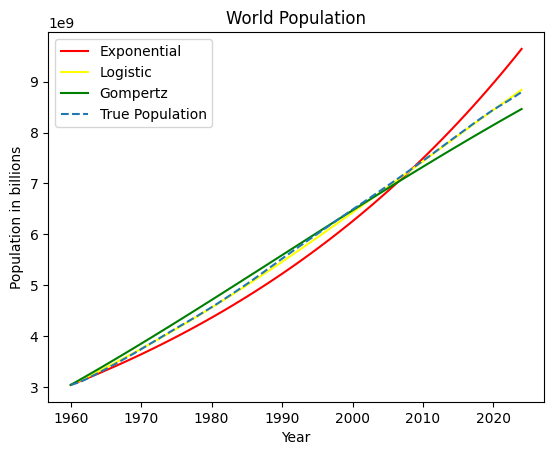 World Population
1e9
Exponential
Logistic
Gompertz
True Population
9
8
7
6
5
4
3
Population in billions
1960 1970 1980 1990 2000 2010 2020
Year